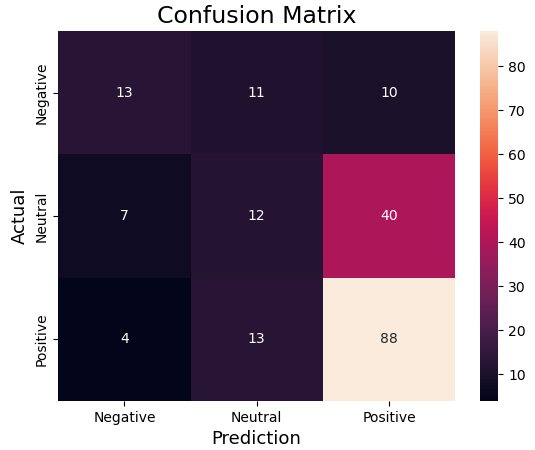 Confusion Matrix
Actual
Negative
13 11 10
Neutral
7 12 40
Positive
4 13 88
Negative Neutral Positive
Prediction
80
70
60
50
40
30
20
10